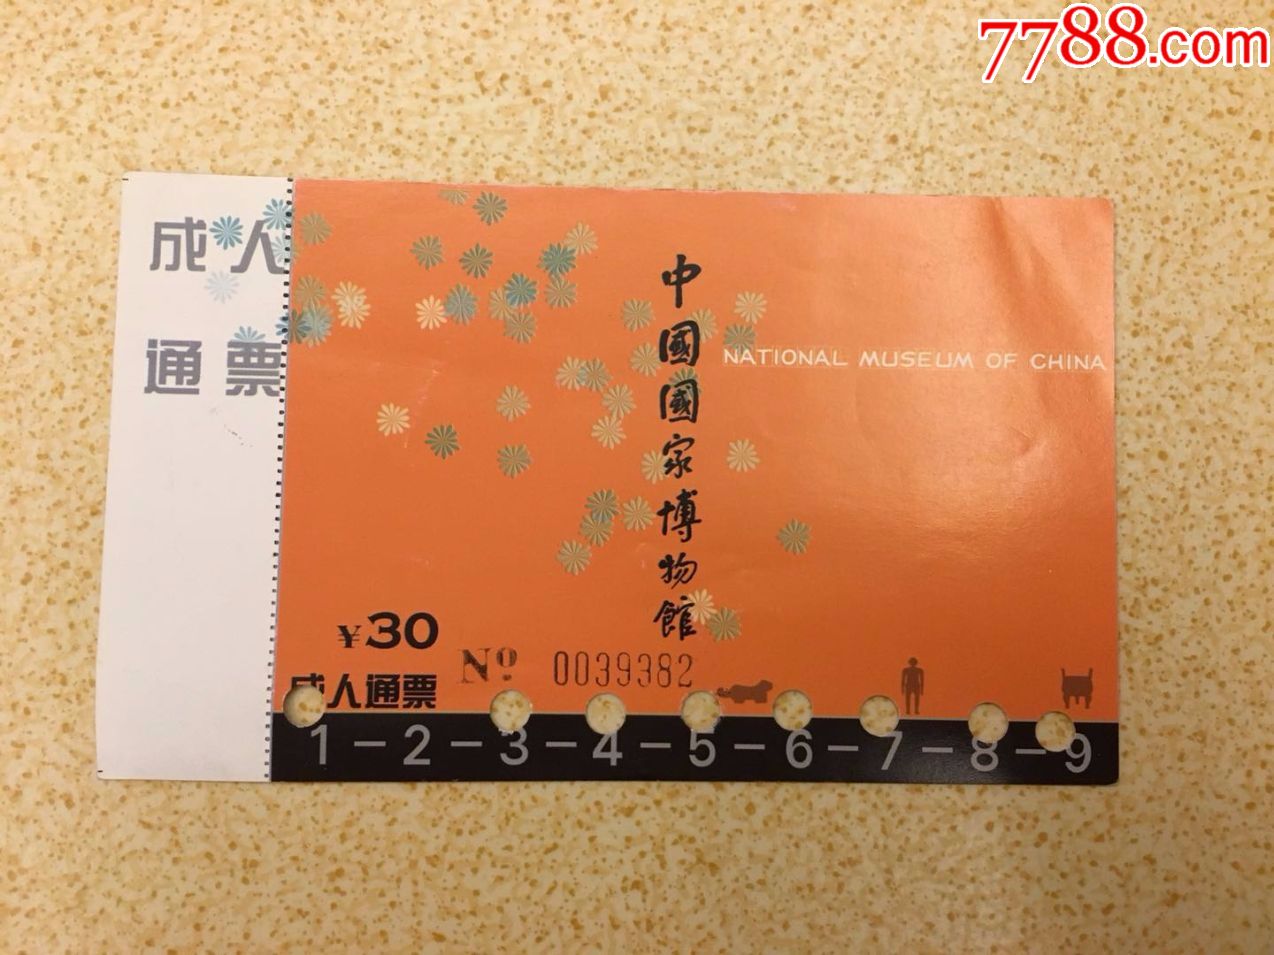 7788.com
成人
通票
中國國家博物館
NATIONAL MUSEUM OF CHINA
¥30
成人通票
Nº 0039382
1-2-3-4-5-6-7-8-9